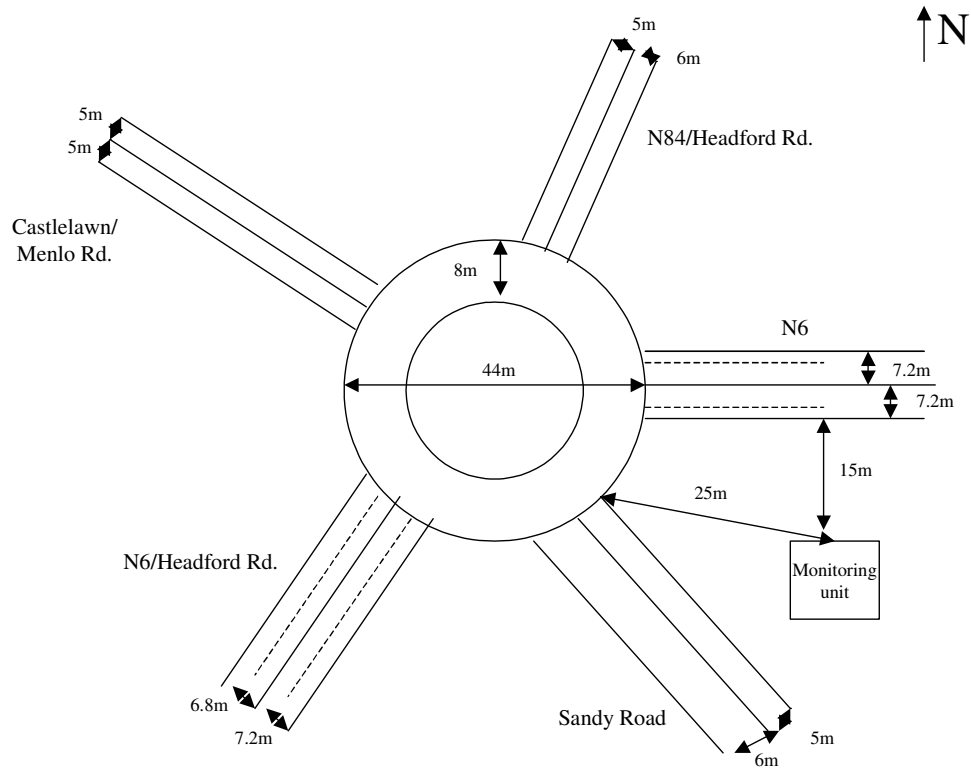 5m
N
6m
5m
5m
N84/Headford Rd.
Castlelawn/
Menlo Rd.
8m
N6
44m
7.2m
7.2m
15m
25m
N6/Headford Rd.
Monitoring
unit
6.8m
7.2m
Sandy Road
5m
6m